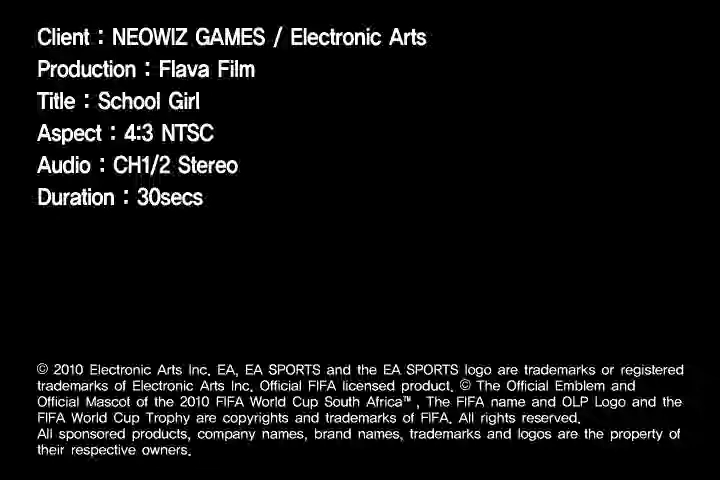 Client : NEOWIZ GAMES / Electronic Arts
Production : Flava Film
Title : School Girl
Aspect : 4:3 NTSC
Audio : CH1/2 Stereo
Duration : 30secs
© 2010 Electronic Arts Inc. EA, EA SPORTS and the EA SPORTS logo are trademarks or registered
trademarks of Electronic Arts Inc. Official FIFA licensed product. © The Official Emblem and
Official Mascot of the 2010 FIFA World Cup South Africa™ , The FIFA name and OLP Logo and the
FIFA World Cup Trophy are copyrights and trademarks of FIFA. All rights reserved.
All sponsored products, company names, brand names, trademarks and logos are the property of
their respective owners.